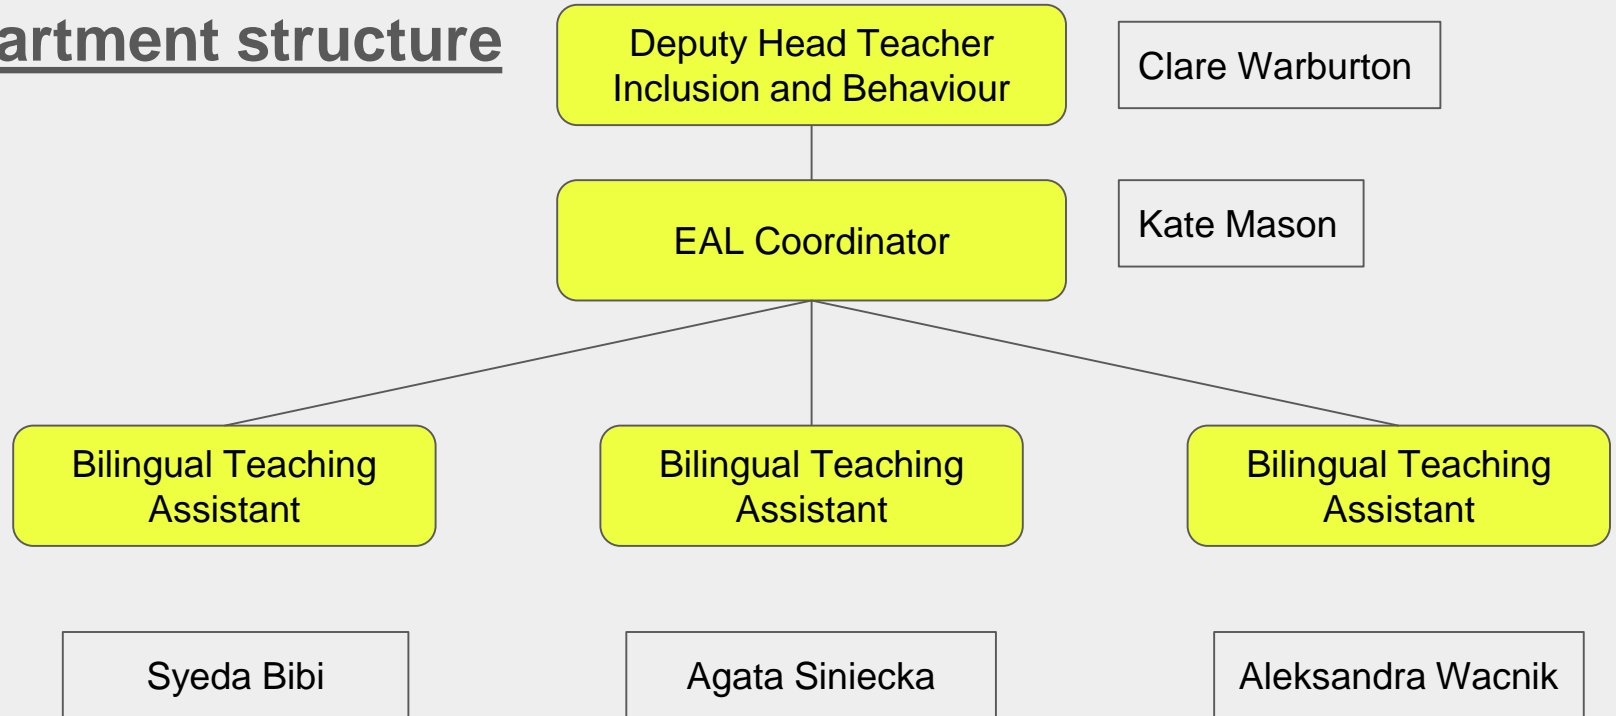 artment structure
Deputy Head Teacher
Inclusion and Behaviour
Clare Warburton
EAL Coordinator
Kate Mason
Bilingual Teaching
Assistant
Bilingual Teaching
Assistant
Bilingual Teaching
Assistant
Syeda Bibi
Agata Siniecka
Aleksandra Wacnik